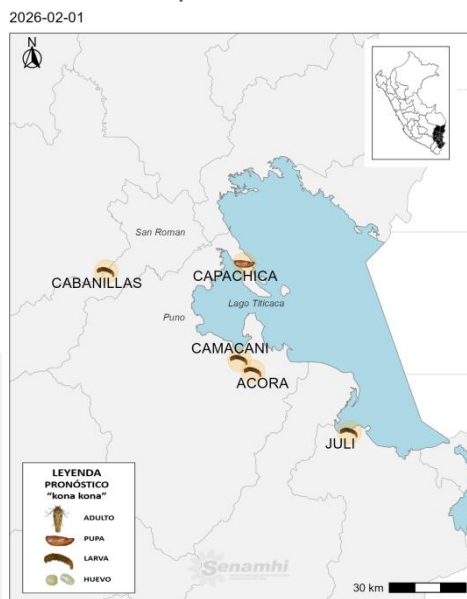 2026-02-01
N
San Roman
CABANILLAS
CAPACHICA
Lago Titicaca
Puno
CAMACANI
ACORA
JULI
LEYENDA
PRONÓSTICO
"kona kona"
ADULTO
PUPA
LARVA
HUEVO
Senamhi
30 km